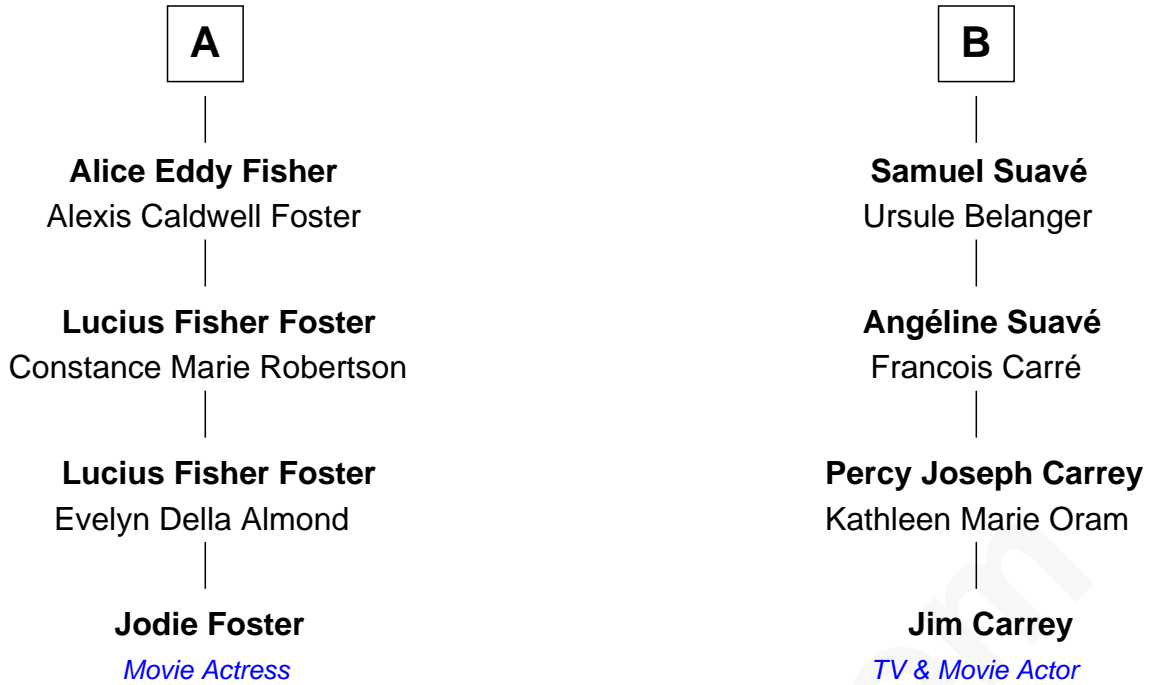 A
Alice Eddy Fisher
Alexis Caldwell Foster
Lucius Fisher Foster
Constance Marie Robertson
Lucius Fisher Foster
Evelyn Della Almond
Jodie Foster
Movie Actress
B
Samuel Suavé
Ursule Belanger
Angéline Suavé
Francois Carré
Percy Joseph Carrey
Kathleen Marie Oram
Jim Carrey
TV & Movie Actor